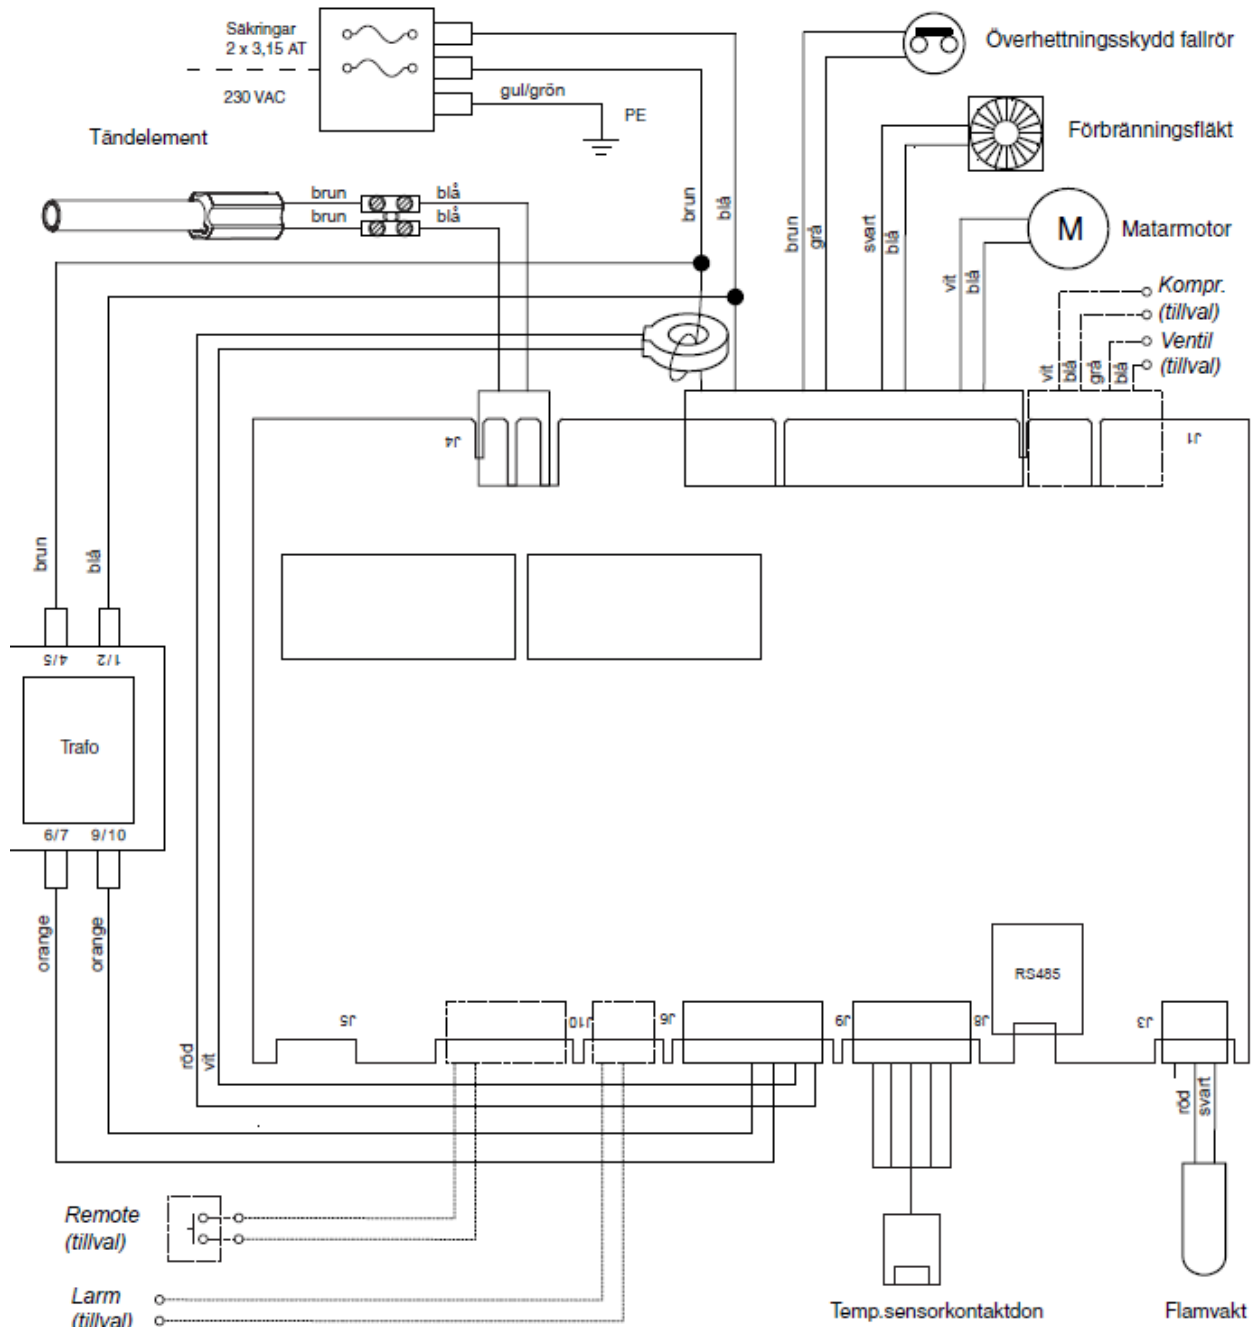 Säkringar
2 x 3,15 AT
230 VAC
gul/grön
PE
Överhettningsskydd fallrör
Förbränningsfläkt
Tändelement
brun
blå
brun
blå
brun
blå
brun
grå
svart
blå
vit
blå
M
Matarmotor
Kompr.
(tillval)
Ventil
(tillval)
vit
blå
grå
blå
J4
J1
brun
blå
4/5
1/2
Trafo
6/7
9/10
orange
orange
röd
vit
RS485
J5
J10
J6
J9
J8
J3
röd
svart
Remote
(tillval)
Larm
(tillval)
Temp.sensorkontaktdon
Flamvakt